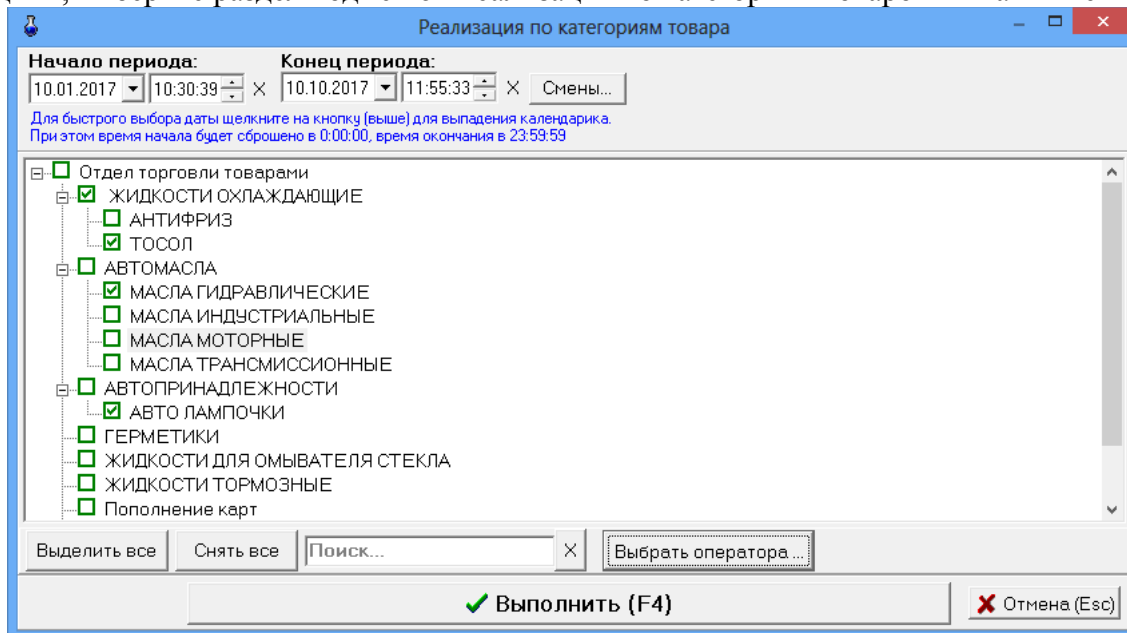 Реализация по категориям товара
Начало периода: Конец периода:
10.01.2017 10:30:39 X 10.10.2017 11:55:33 X Смены...
Для быстрого выбора даты щелкните на кнопку (выше) для выпадения календарика.
При этом время начала будет сброшено в 0:00:00, время окончания в 23:59:59
Отдел торговли товарами
ЖИДКОСТИ ОХЛАЖДАЮЩИЕ
АНТИФРИЗ
ТОСОЛ
АВТОМАСЛА
МАСЛА ГИДРАВЛИЧЕСКИЕ
МАСЛА ИНДУСТРИАЛЬНЫЕ
МАСЛА МОТОРНЫЕ
МАСЛА ТРАНСМИССИОННЫЕ
АВТОПРИНАДЛЕЖНОСТИ
АВТО ЛАМПОЧКИ
ГЕРМЕТИКИ
ЖИДКОСТИ ДЛЯ ОМЫВАТЕЛЯ СТЕКЛА
ЖИДКОСТИ ТОРМОЗНЫЕ
Пополнение карт
Выделить все Снять все Поиск... X Выбрать оператора ...
Выполнить (F4) Отмена (Esc)